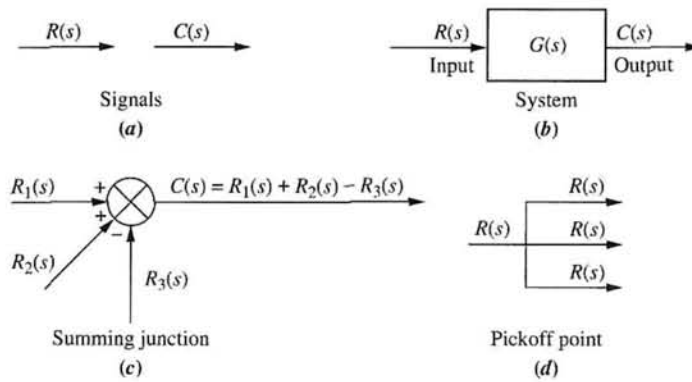 R(s) C(s)
Signals
(a)
R(s) G(s) C(s)
Input Output
System
(b)
R₁(s) + C(s) = R₁(s) + R₂(s) − R₃(s)
+
−
R₂(s)
R₃(s)
Summing junction
(c)
R(s)
R(s) R(s)
R(s)
Pickoff point
(d)